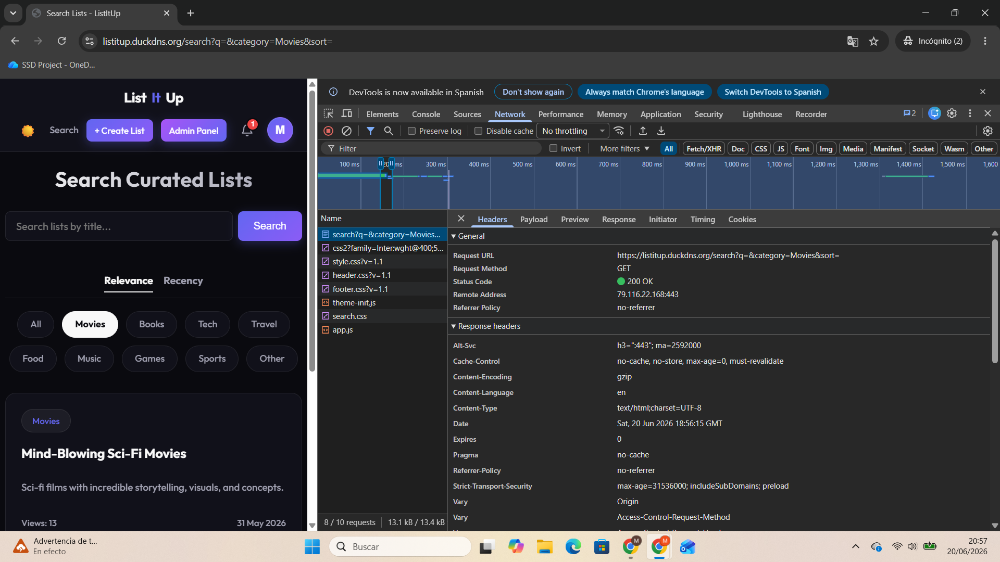 Search Lists - ListItUp
listitup.duckdns.org/search?q=&category=Movies&sort=
Incógnito (2)
SSD Project - OneD...
List It Up
Search
+ Create List
Admin Panel
1
M
Search Curated Lists
Search lists by title...
Search
Relevance
Recency
All
Movies
Books
Tech
Travel
Food
Music
Games
Sports
Other
Movies
Mind-Blowing Sci-Fi Movies
Sci-fi films with incredible storytelling, visuals, and concepts.
Views: 13
31 May 2026
DevTools is now available in Spanish
Don't show again
Always match Chrome's language
Switch DevTools to Spanish
Elements
Console
Sources
Network
Performance
Memory
Application
Security
Lighthouse
Recorder
2
Preserve log
Disable cache
No throttling
Filter
Invert
More filters
All
Fetch/XHR
Doc
CSS
JS
Font
Img
Media
Manifest
Socket
Wasm
Other
100 ms
ms
300 ms
400 ms
500 ms
600 ms
700 ms
800 ms
900 ms
1,000 ms
1,100 ms
1,200 ms
1,300 ms
1,400 ms
1,500 ms
1,600
Name
search?q=&category=Movies...
css2?family=Inter:wght@400;5...
style.css?v=1.1
header.css?v=1.1
footer.css?v=1.1
theme-init.js
search.css
app.js
8 / 10 requests
13.1 kB / 13.4 kB
Headers
Payload
Preview
Response
Initiator
Timing
Cookies
General
Request URL
https://listitup.duckdns.org/search?q=&category=Movies&sort=
Request Method
GET
Status Code
200 OK
Remote Address
79.116.22.168:443
Referrer Policy
no-referrer
Response headers
Alt-Svc
h3=":443"; ma=2592000
Cache-Control
no-cache, no-store, max-age=0, must-revalidate
Content-Encoding
gzip
Content-Language
en
Content-Type
text/html;charset=UTF-8
Date
Sat, 20 Jun 2026 18:56:15 GMT
Expires
0
Pragma
no-cache
Referrer-Policy
no-referrer
Strict-Transport-Security
max-age=31536000; includeSubDomains; preload
Vary
Origin
Vary
Access-Control-Request-Method
Advertencia de t...
En efecto
Buscar
M
M
20:57
20/06/2026